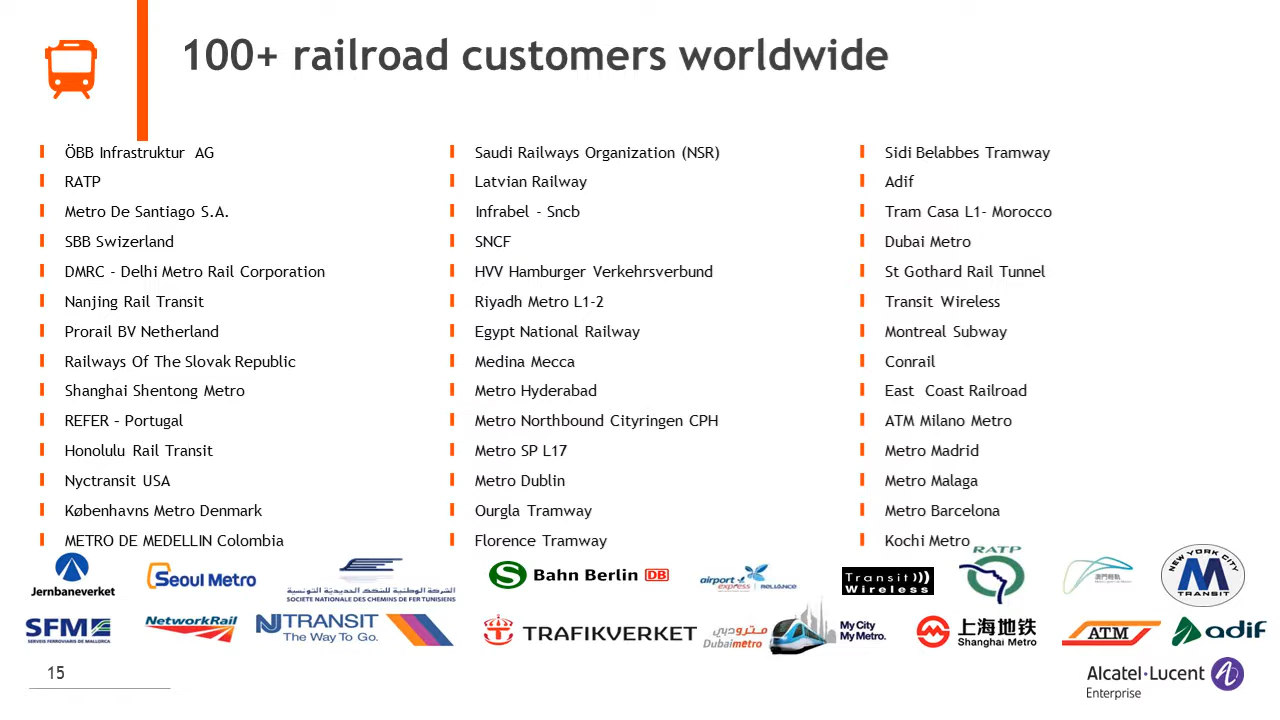 100+ railroad customers worldwide
ÖBB Infrastruktur AG
RATP
Metro De Santiago S.A.
SBB Swizerland
DMRC - Delhi Metro Rail Corporation
Nanjing Rail Transit
Prorail BV Netherland
Railways Of The Slovak Republic
Shanghai Shentong Metro
REFER – Portugal
Honolulu Rail Transit
Nyctransit USA
Københavns Metro Denmark
METRO DE MEDELLIN Colombia
Saudi Railways Organization (NSR)
Latvian Railway
Infrabel - Sncb
SNCF
HVV Hamburger Verkehrsverbund
Riyadh Metro L1-2
Egypt National Railway
Medina Mecca
Metro Hyderabad
Metro Northbound Cityringen CPH
Metro SP L17
Metro Dublin
Ourgla Tramway
Florence Tramway
Sidi Belabbes Tramway
Adif
Tram Casa L1- Morocco
Dubai Metro
St Gothard Rail Tunnel
Transit Wireless
Montreal Subway
Conrail
East Coast Railroad
ATM Milano Metro
Metro Madrid
Metro Malaga
Metro Barcelona
Kochi Metro
Jernbaneverket
Seoul Metro
الشركة الوطنية للسكك الحديدية التونسية
SOCIETE NATIONALE DES CHEMINS DE FER TUNISIENS
S Bahn Berlin DB
airport
express RELIANCE
Transit)))
Wireless
RATP
澳門輕軌
NEW YORK CITY
M
TRANSIT
SFM
SERVEIS FERROVIARIS DE MALLORCA
NetworkRail
NJ TRANSIT
The Way To Go.
TRAFIKVERKET
مترو دبي
Dubai metro
My City
My Metro.
上海地铁
Shanghai Metro
ATM
adif
15
Alcatel·Lucent
Enterprise